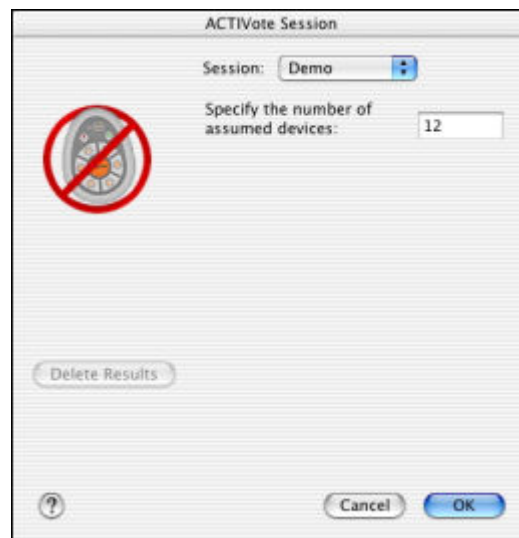 ACTIVote Session
Session: Demo
Specify the number of
assumed devices: 12
Delete Results
? Cancel OK